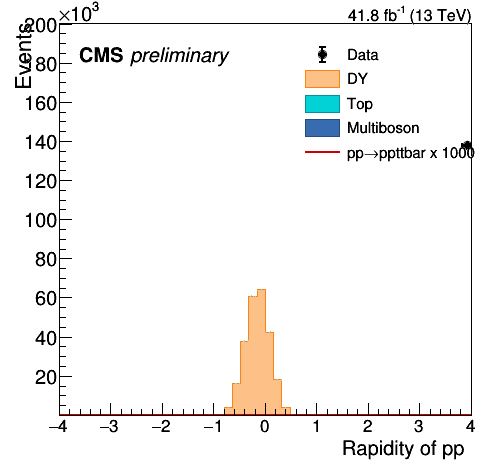 ×10³
41.8 fb⁻¹ (13 TeV)
Events
CMS preliminary
Data
DY
Top
Multiboson
pp→ppttbar x 1000
200
180
160
140
120
100
80
60
40
20
−4 −3 −2 −1 0 1 2 3 4
Rapidity of pp